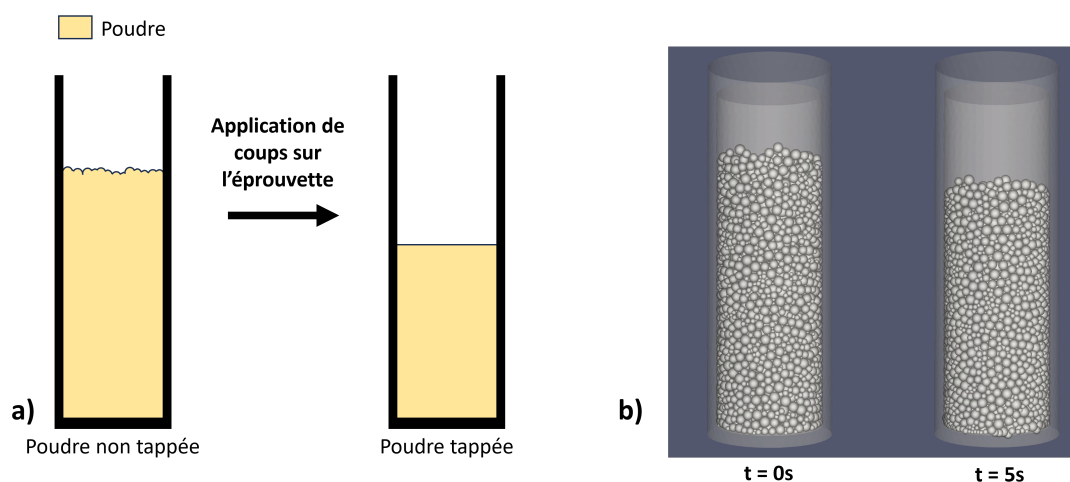 Poudre
Application de
coups sur
l'éprouvette
a)
Poudre non tappée
Poudre tappée
b)
t = 0s
t = 5s